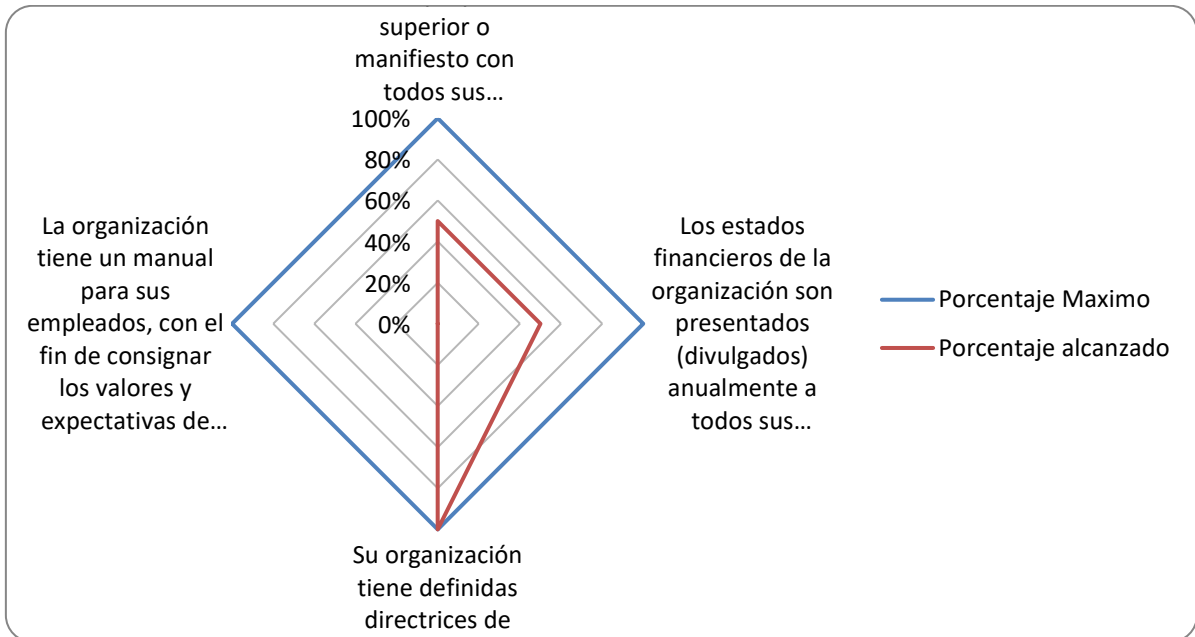 superior o
manifiesto con
todos sus...
100%
80%
60%
40%
20%
0%
Los estados
financieros de la
organización son
presentados
(divulgados)
anualmente a
todos sus...
Su organización
tiene definidas
directrices de
La organización
tiene un manual
para sus
empleados, con el
fin de consignar
los valores y
expectativas de...
Porcentaje Maximo
Porcentaje alcanzado